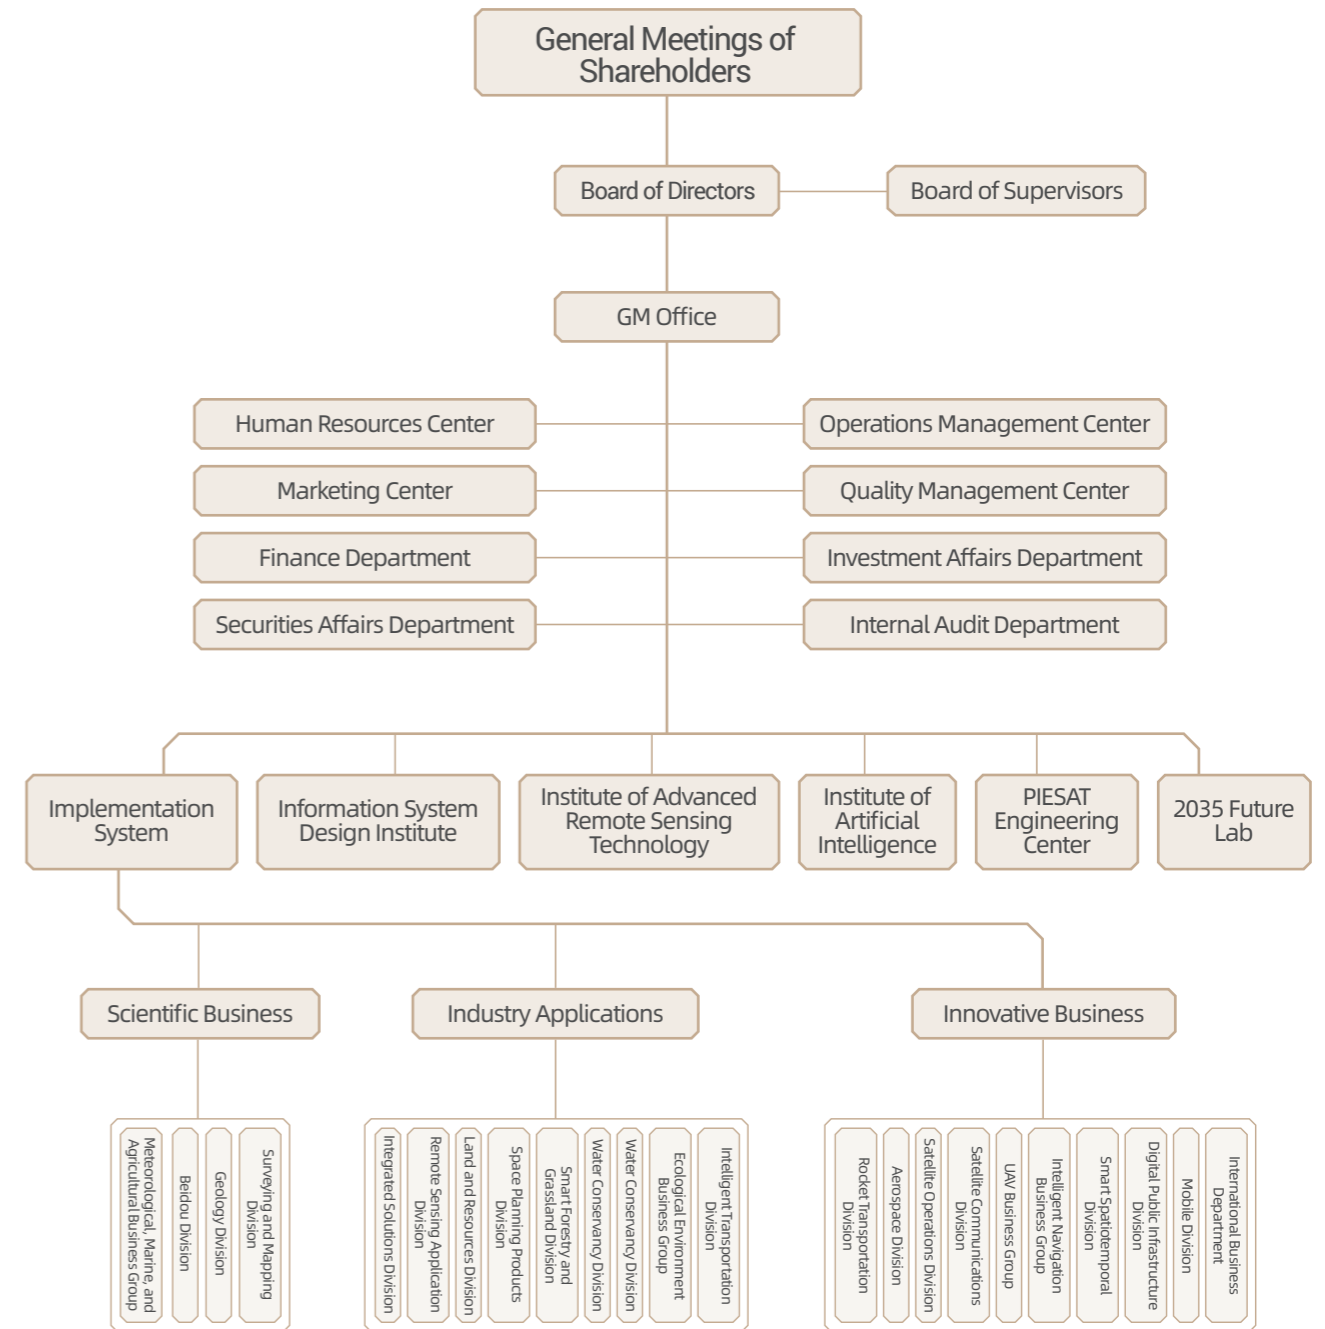 General Meetings of
Shareholders
Board of Directors
Board of Supervisors
GM Office
Human Resources Center
Operations Management Center
Marketing Center
Quality Management Center
Finance Department
Investment Affairs Department
Securities Affairs Department
Internal Audit Department
Implementation
System
Information System
Design Institute
Institute of Advanced
Remote Sensing
Technology
Institute of
Artificial
Intelligence
PIESAT
Engineering
Center
2035 Future
Lab
Scientific Business
Industry Applications
Innovative Business
Meteorological, Marine, and
Agricultural Business Group
Beidou Division
Geology Division
Surveying and Mapping
Division
Integrated Solutions Division
Remote Sensing Application
Division
Land and Resources Division
Space Planning Products
Division
Smart Forestry and
Grassland Division
Water Conservancy Division
Water Conservancy Division
Ecological Environment
Business Group
Intelligent Transportation
Division
Rocket Transportation
Division
Aerospace Division
Satellite Operations Division
Satellite Communications
Division
UAV Business Group
Intelligent Navigation
Business Group
Smart Spatiotemporal
Division
Digital Public Infrastructure
Division
Mobile Division
International Business
Department